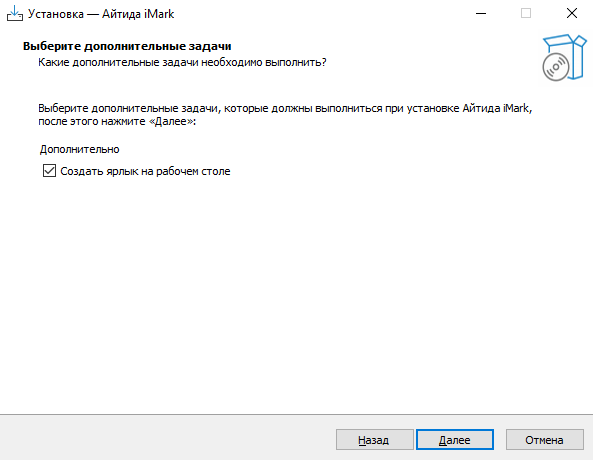 Установка — Айтида iMark
Выберите дополнительные задачи
Какие дополнительные задачи необходимо выполнить?
Выберите дополнительные задачи, которые должны выполниться при установке Айтида iMark,
после этого нажмите «Далее»:
Дополнительно
Создать ярлык на рабочем столе
Назад Далее Отмена